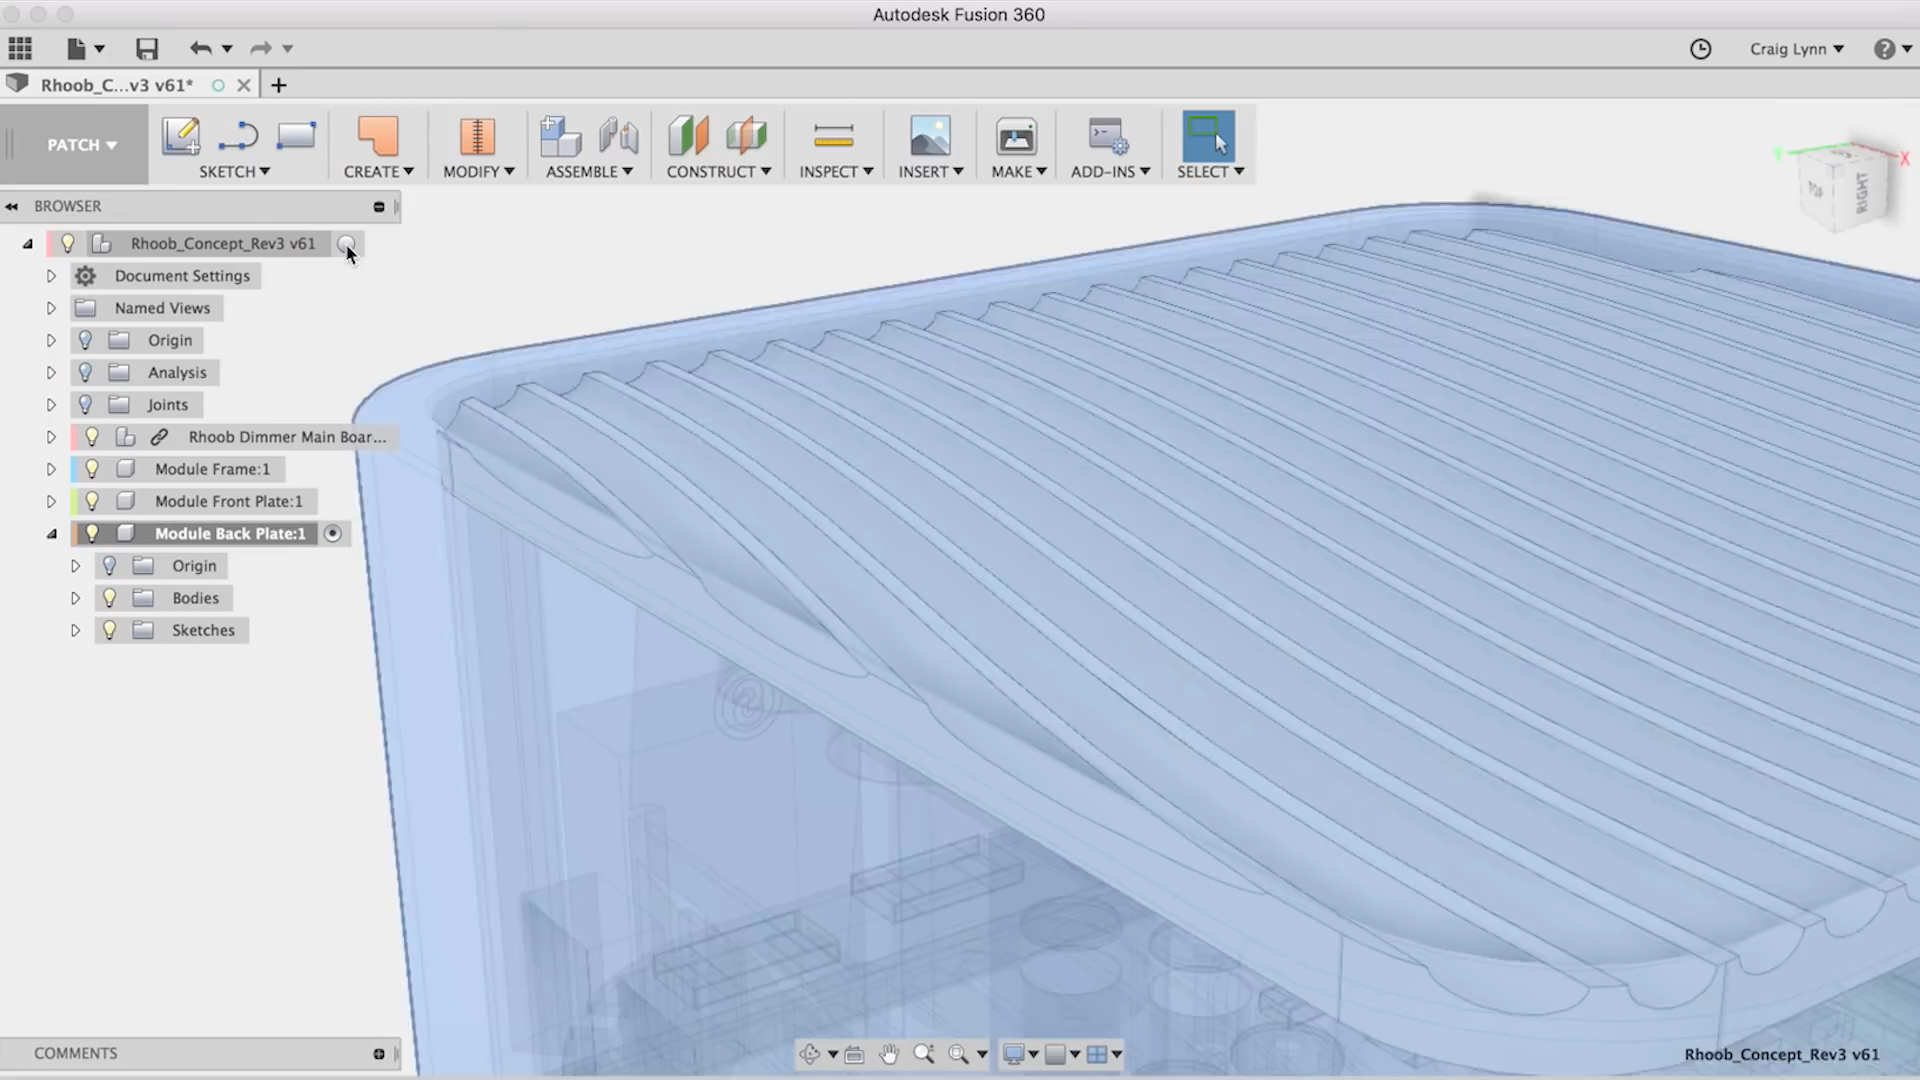 Autodesk Fusion 360
Craig Lynn
Rhoob_C...v3 v61*
PATCH
SKETCH
CREATE
MODIFY
ASSEMBLE
CONSTRUCT
INSPECT
INSERT
MAKE
ADD-INS
SELECT
Y
X
TOP
RIGHT
BROWSER
Rhoob_Concept_Rev3 v61
Document Settings
Named Views
Origin
Analysis
Joints
Rhoob Dimmer Main Boar...
Module Frame:1
Module Front Plate:1
Module Back Plate:1
Origin
Bodies
Sketches
COMMENTS
Rhoob_Concept_Rev3 v61